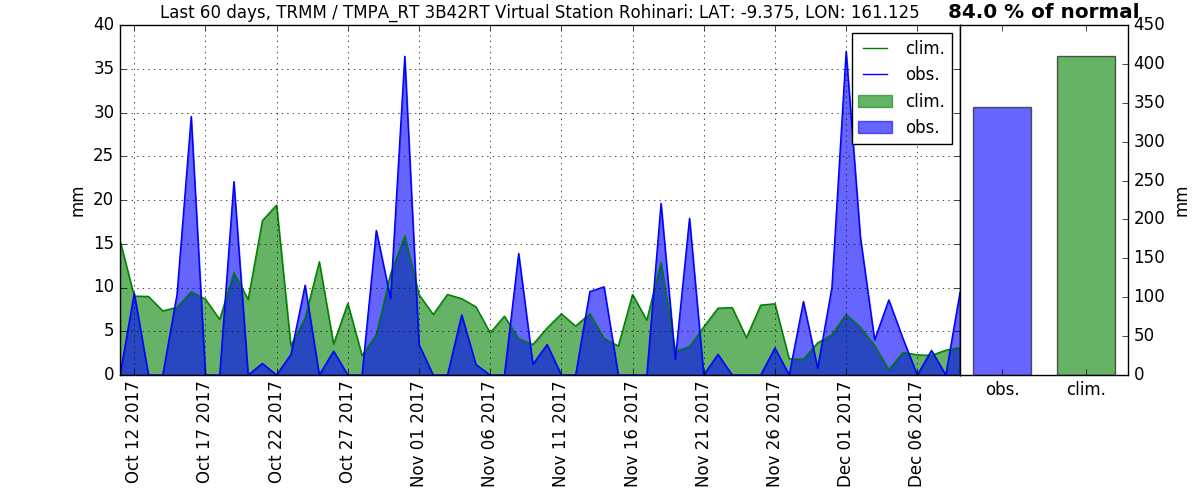 Last 60 days, TRMM / TMPA_RT 3B42RT Virtual Station Rohinari: LAT: -9.375, LON: 161.125
84.0 % of normal
40
35
30
25
20
15
10
5
0
mm
clim.
obs.
clim.
obs.
450
400
350
300
250
200
150
100
50
0
mm
Oct 12 2017
Oct 17 2017
Oct 22 2017
Oct 27 2017
Nov 01 2017
Nov 06 2017
Nov 11 2017
Nov 16 2017
Nov 21 2017
Nov 26 2017
Dec 01 2017
Dec 06 2017
obs.
clim.